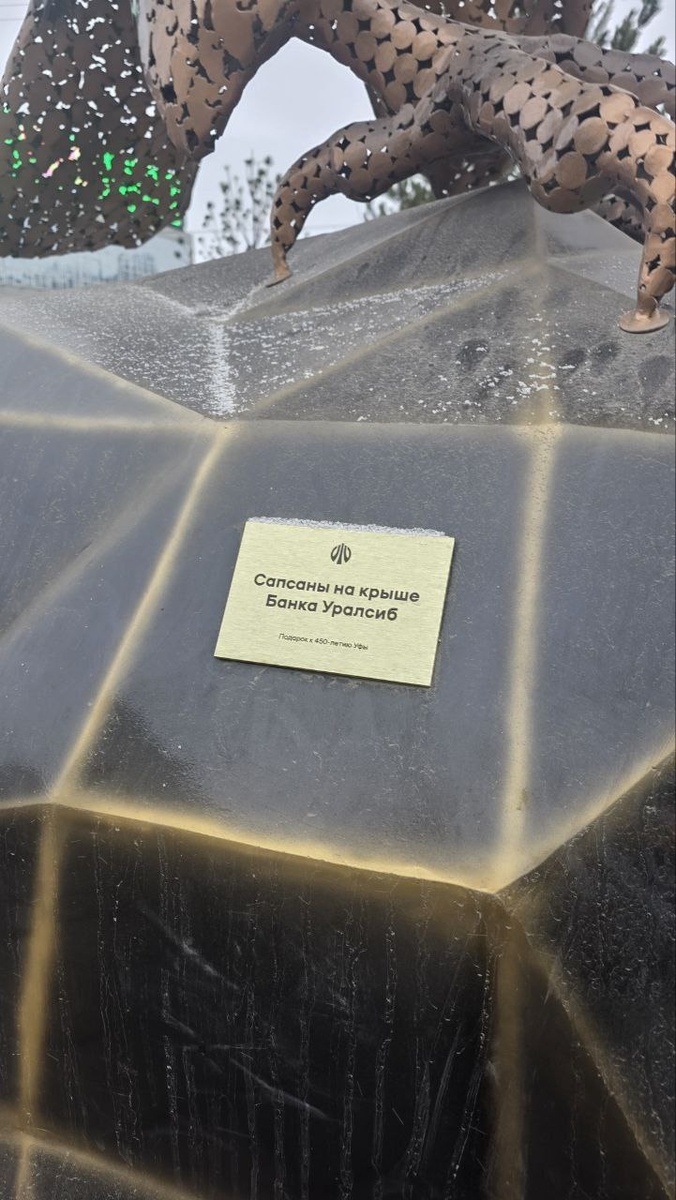 Сапсаны на крыше
Банка Уралсиб
Подарок к 450-летию Уфы